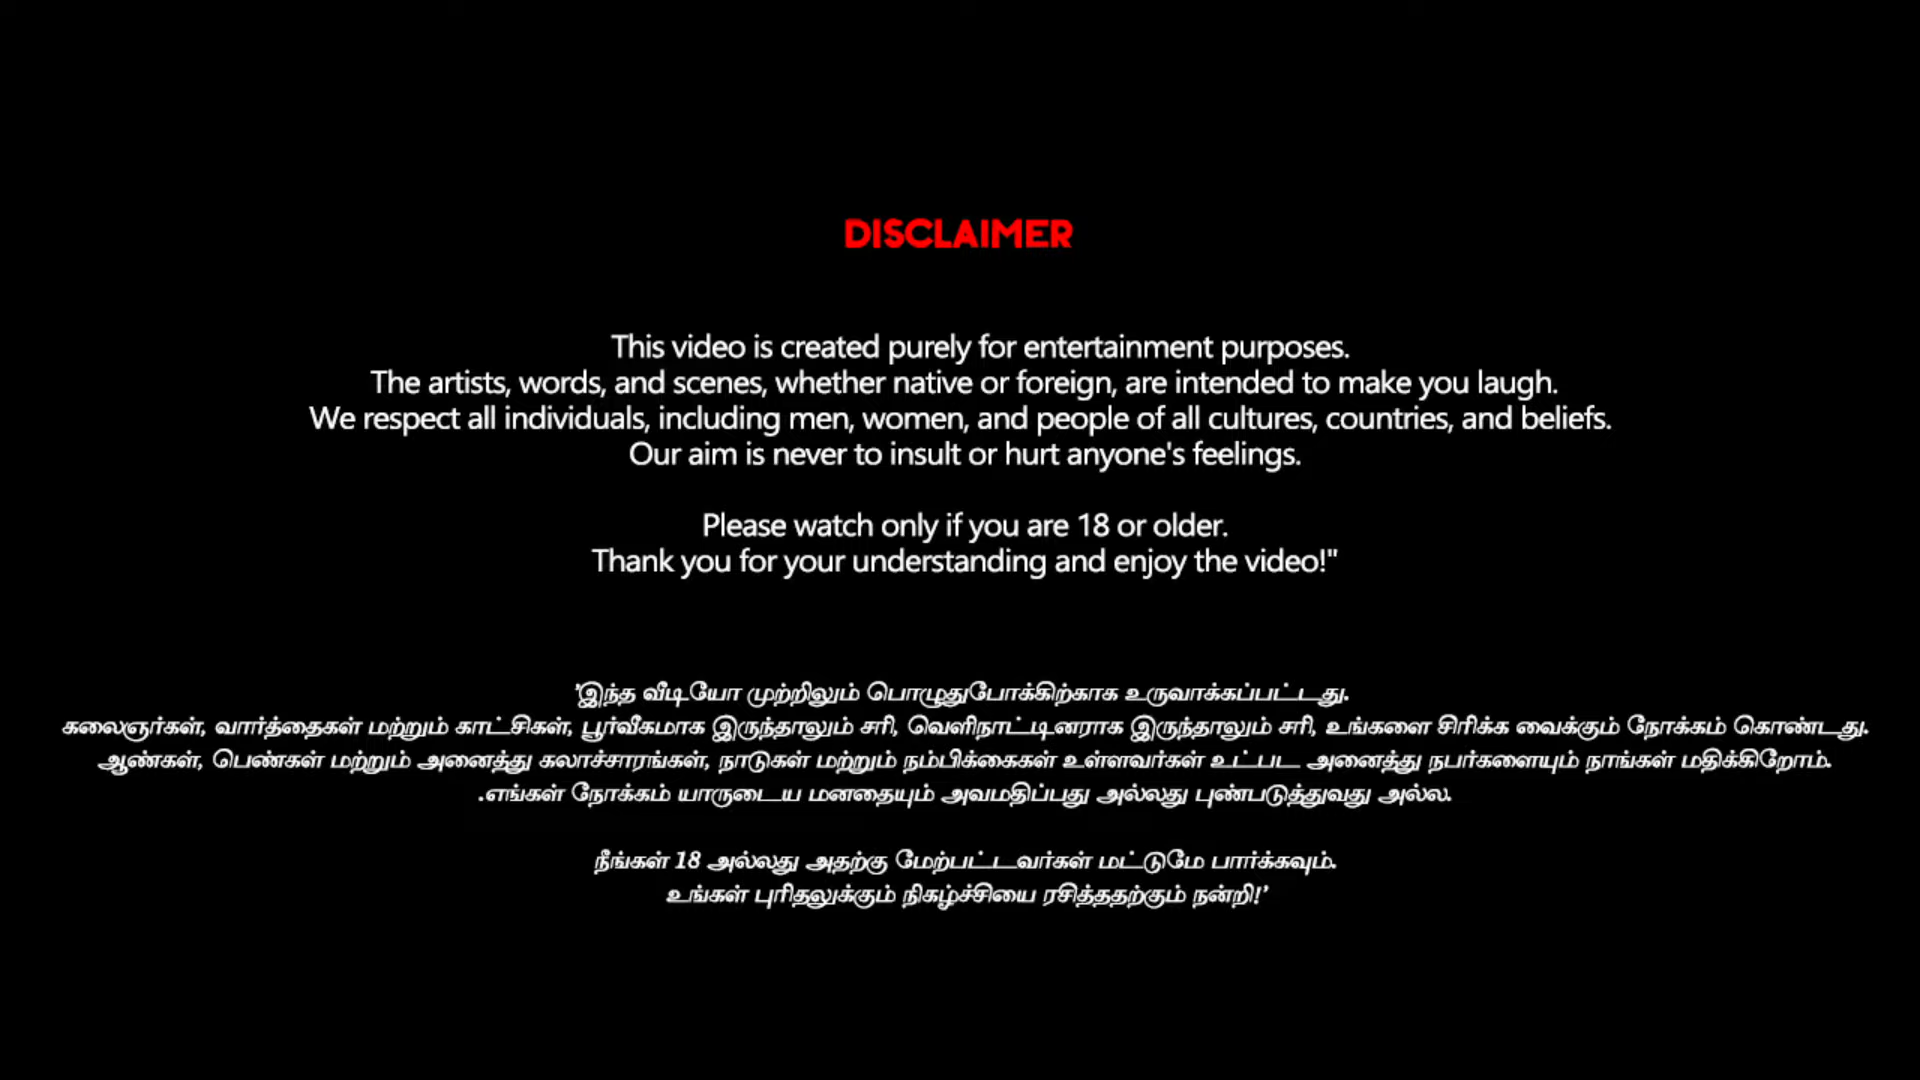 DISCLAIMER
This video is created purely for entertainment purposes.
The artists, words, and scenes, whether native or foreign, are intended to make you laugh.
We respect all individuals, including men, women, and people of all cultures, countries, and beliefs.
Our aim is never to insult or hurt anyone's feelings.
Please watch only if you are 18 or older.
Thank you for your understanding and enjoy the video!"
'இந்த வீடியோ முற்றிலும் பொழுதுபோக்கிற்காக உருவாக்கப்பட்டது.
கலைஞர்கள், வார்த்தைகள் மற்றும் காட்சிகள், பூர்வீகமாக இருந்தாலும் சரி, வெளிநாட்டினராக இருந்தாலும் சரி, உங்களை சிரிக்க வைக்கும் நோக்கம் கொண்டது.
ஆண்கள், பெண்கள் மற்றும் அனைத்து கலாச்சாரங்கள், நாடுகள் மற்றும் நம்பிக்கைகள் உள்ளவர்கள் உட்பட அனைத்து நபர்களையும் நாங்கள் மதிக்கிறோம்.
.எங்கள் நோக்கம் யாருடைய மனதையும் அவமதிப்பது அல்லது புண்படுத்துவது அல்ல.
நீங்கள் 18 அல்லது அதற்கு மேற்பட்டவர்கள் மட்டுமே பார்க்கவும்.
உங்கள் புரிதலுக்கும் நிகழ்ச்சியை ரசித்ததற்கும் நன்றி!'